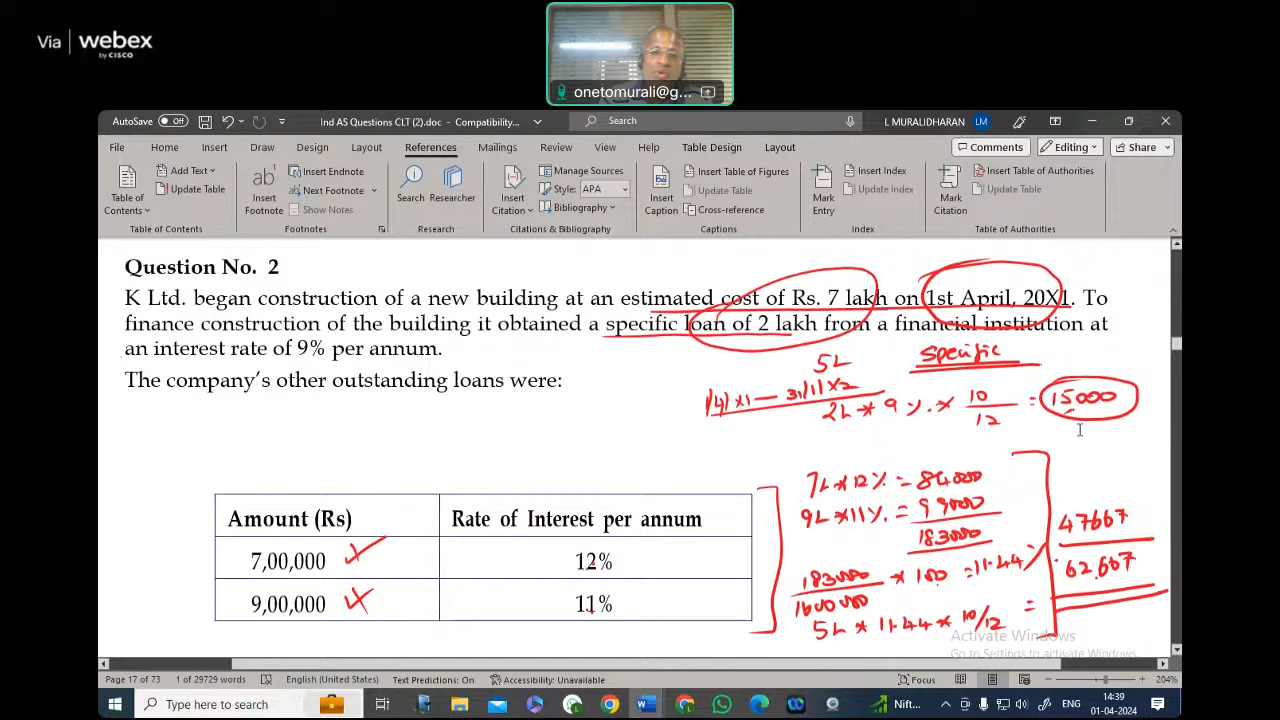 Via webex
by CISCO
onetomurali@g...
AutoSave Off Ind AS Questions CLT (2).doc - Compatibility... Search L MURALIDHARAN LM
File Home Insert Draw Design Layout References Mailings Review View Help Table Design Layout Comments Editing Share
Table of Contents Add Text Update Table
ab Insert Footnote Insert Endnote Next Footnote Show Notes
Search Researcher
Insert Citation Manage Sources Style: APA Bibliography
Insert Caption Insert Table of Figures Update Table Cross-reference
Mark Entry Insert Index Update Index
Mark Citation Insert Table of Authorities Update Table
Table of Contents Footnotes Research Citations & Bibliography Captions Index Table of Authorities
Question No. 2
K Ltd. began construction of a new building at an estimated cost of Rs. 7 lakh on 1st April, 20X1. To
finance construction of the building it obtained a specific loan of 2 lakh from a financial institution at
an interest rate of 9% per annum.
The company's other outstanding loans were:
5L Specific
1/4/X1 — 31/1/X2
2L * 9 %. * 10/12 = 15000
7L * 12% = 84000
9L * 11%. = 99000
183000
183000/1600000 * 100 = 11.44%
5L * 11.44 * 10/12 =
47667
62,667
Amount (Rs) Rate of Interest per annum
7,00,000 12%
9,00,000 11%
Activate Windows
Go to Settings to activate Windows.
Page 17 of 73 1 of 29729 words English (United States) Text Predictions: On Accessibility: Unavailable Focus 204%
Type here to search Nift... ENG 14:39
01-04-2024